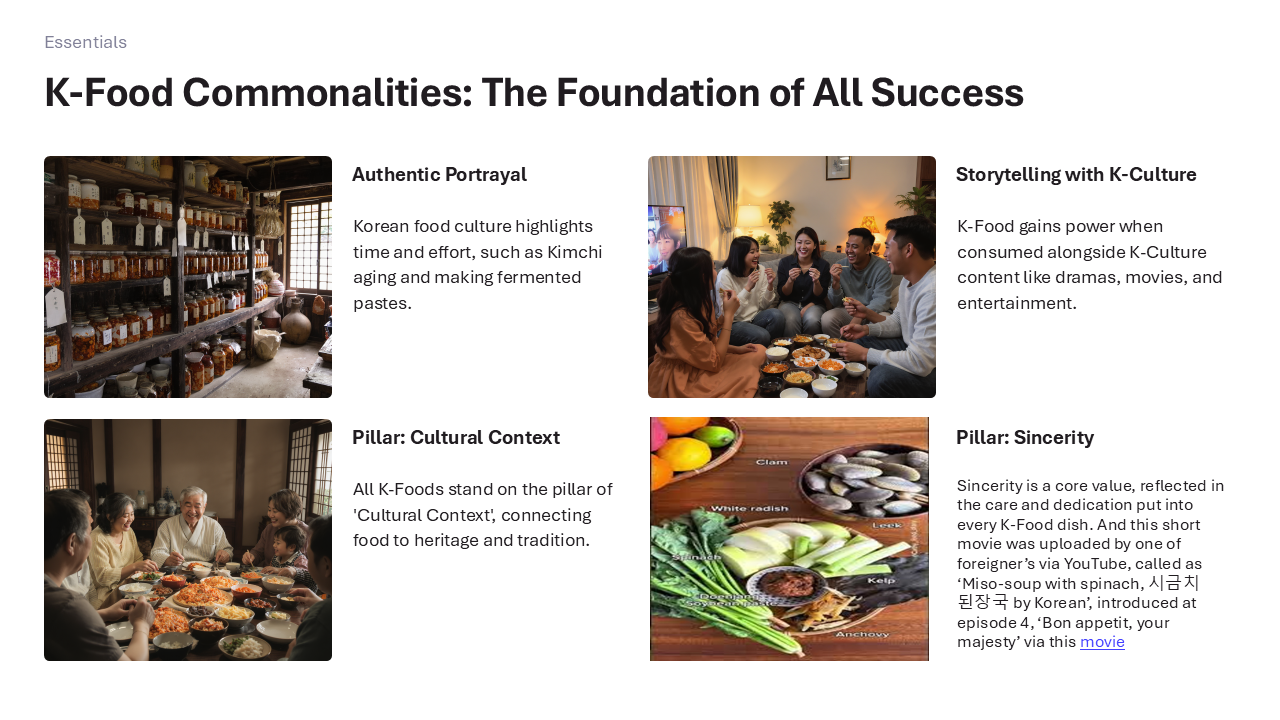 Essentials
K-Food Commonalities: The Foundation of All Success
Authentic Portrayal
Korean food culture highlights
time and effort, such as Kimchi
aging and making fermented
pastes.
Storytelling with K-Culture
K-Food gains power when
consumed alongside K-Culture
content like dramas, movies, and
entertainment.
Pillar: Cultural Context
All K-Foods stand on the pillar of
'Cultural Context', connecting
food to heritage and tradition.
Clam
White radish
Leek
Spinach
Kelp
Doenjang
Soybean paste
Anchovy
Pillar: Sincerity
Sincerity is a core value, reflected in
the care and dedication put into
every K-Food dish. And this short
movie was uploaded by one of
foreigner’s via YouTube, called as
‘Miso-soup with spinach, 시금치
된장국 by Korean’, introduced at
episode 4, ‘Bon appetit, your
majesty’ via this movie